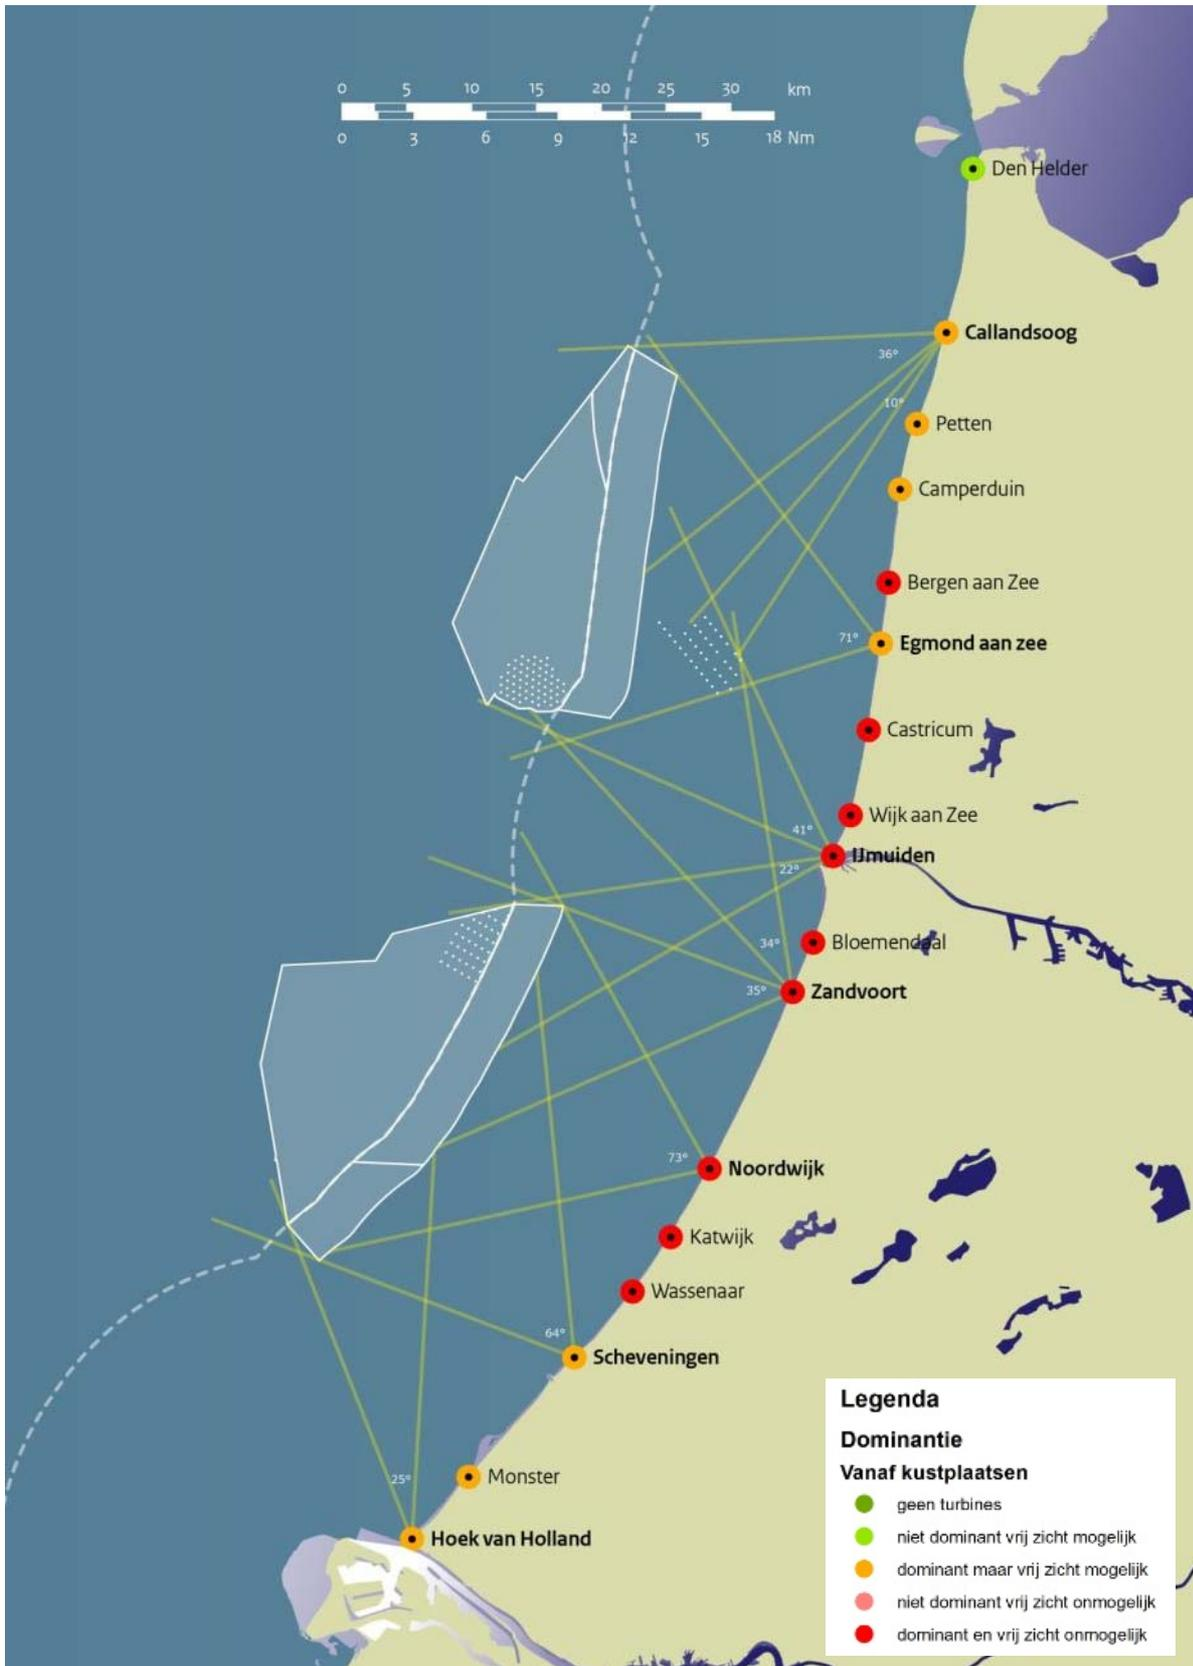 0 5 10 15 20 25 30 km
0 3 6 9 12 15 18 Nm
Den Helder
Callandsoog
36°
10°
Petten
Camperduin
Bergen aan Zee
71°
Egmond aan zee
Castricum
Wijk aan Zee
41°
IJmuiden
22°
34°
Bloemendaal
35°
Zandvoort
73°
Noordwijk
Katwijk
Wassenaar
64°
Scheveningen
25°
Monster
Hoek van Holland
Legenda
Dominantie
Vanaf kustplaatsen
geen turbines
niet dominant vrij zicht mogelijk
dominant maar vrij zicht mogelijk
niet dominant vrij zicht onmogelijk
dominant en vrij zicht onmogelijk